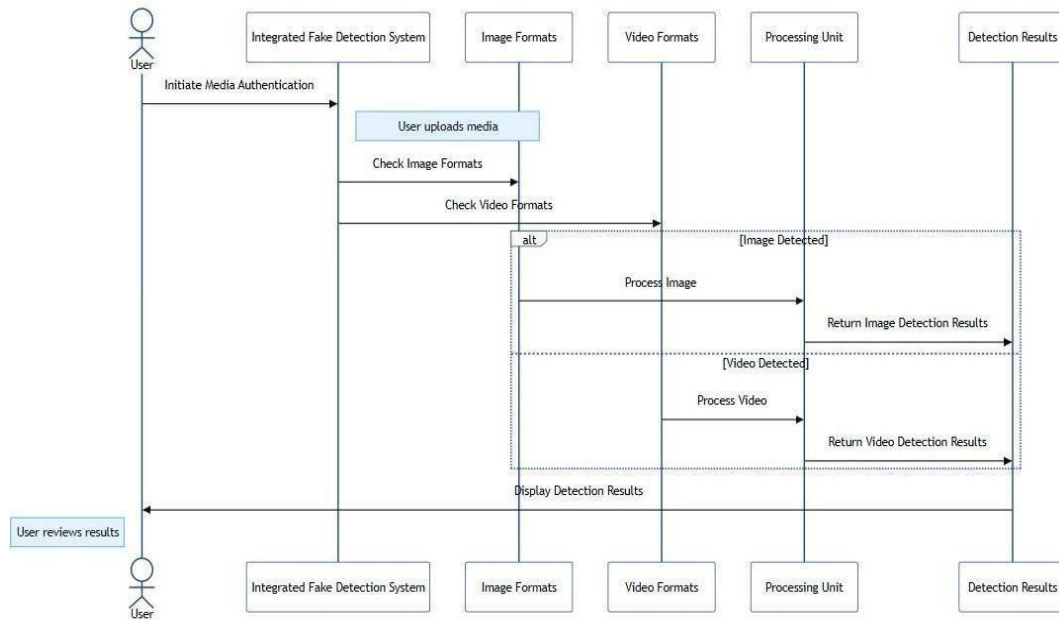 User
Integrated Fake Detection System
Image Formats
Video Formats
Processing Unit
Detection Results
Initiate Media Authentication
User uploads media
Check Image Formats
Check Video Formats
alt
[Image Detected]
Process Image
Return Image Detection Results
[Video Detected]
Process Video
Return Video Detection Results
Display Detection Results
User reviews results
User
Integrated Fake Detection System
Image Formats
Video Formats
Processing Unit
Detection Results